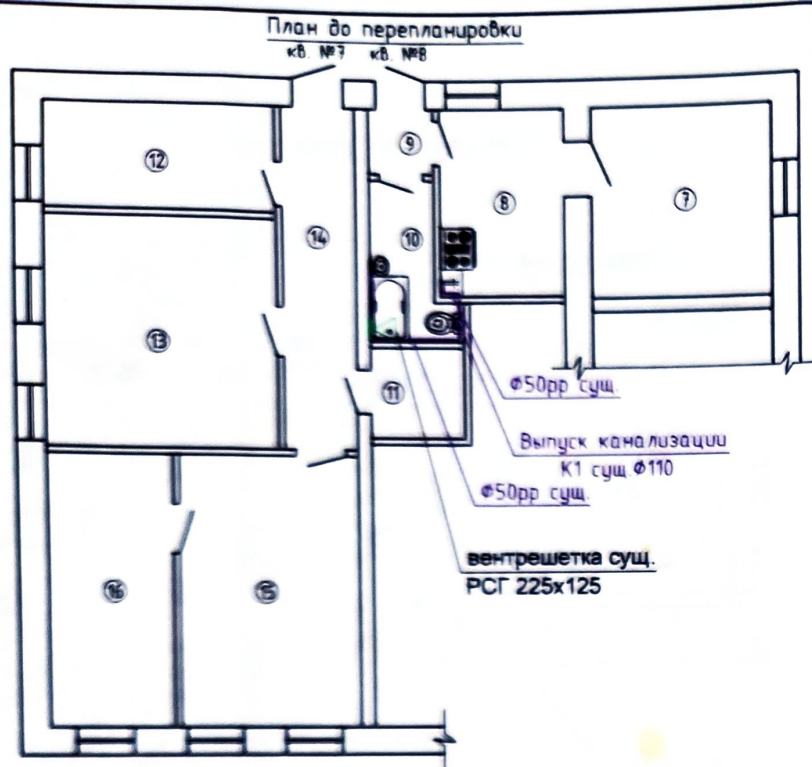 План до перепланировки
кв. №7 кв. №8
9
12
8
7
14
10
13
11
Ф50рр сущ.
Выпуск канализации
К1 сущ. Ф110
Ф50рр сущ.
вентрешетка сущ.
РСГ 225х125
16
15